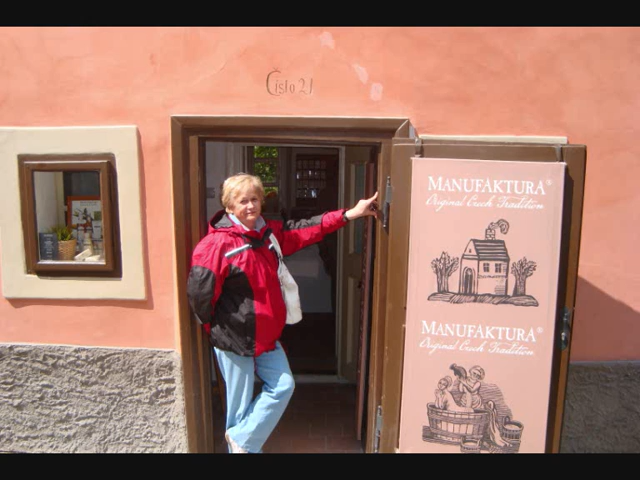 Číslo 21
MANUFAKTURA®
Original Czech Tradition
MANUFAKTURA®
Original Czech Tradition